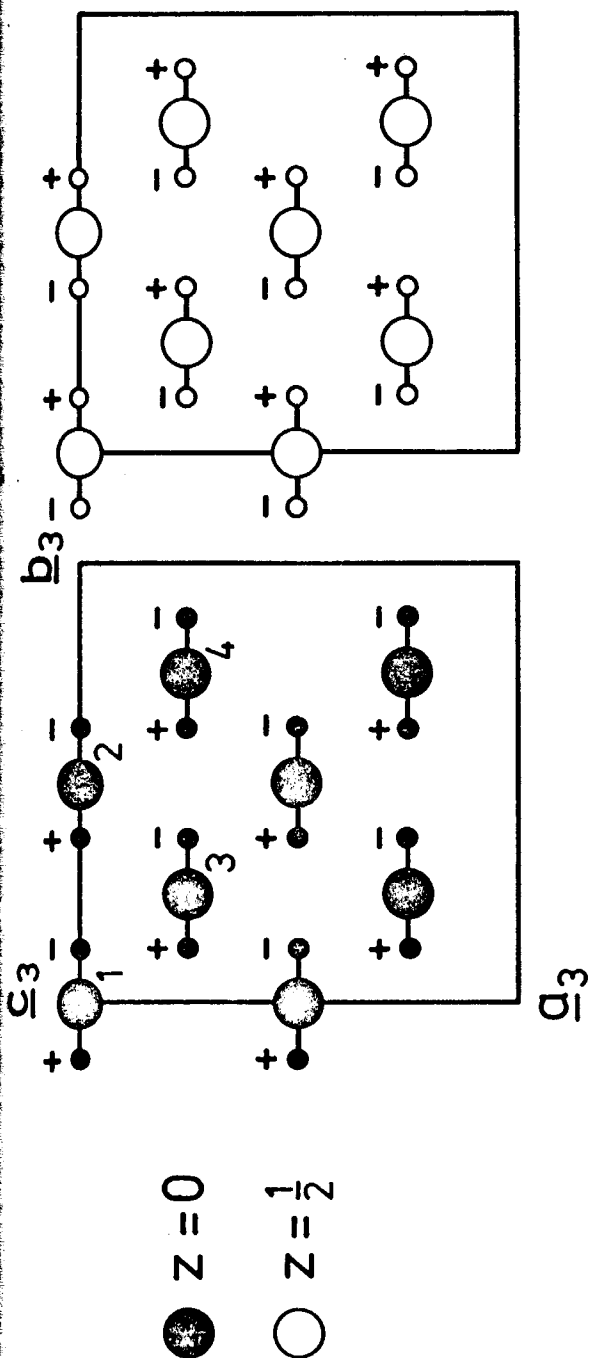 c₃ b₃
+ − + − − + − +
1 2
+ − + − − + − +
z = 0
3 4
+ − + − − + − +
z = ½
+ − + − − + − +
a₃